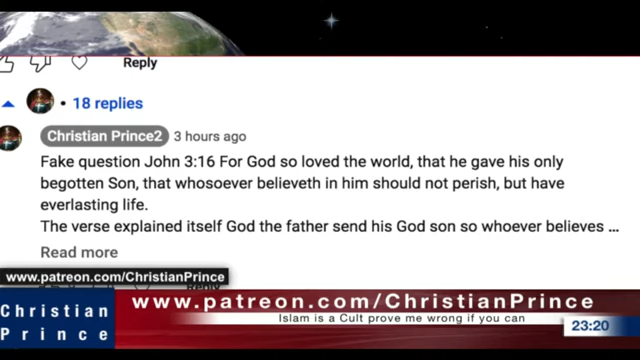 Reply
18 replies
Christian Prince2 3 hours ago
Fake question John 3:16 For God so loved the world, that he gave his only
begotten Son, that whosoever believeth in him should not perish, but have
everlasting life.
The verse explained itself God the father send his God son so whoever believes ...
Read more
www.patreon.com/ChristianPrince
www.patreon.com/ChristianPrince
Christian
Prince
Islam is a Cult prove me wrong if you can
23:20